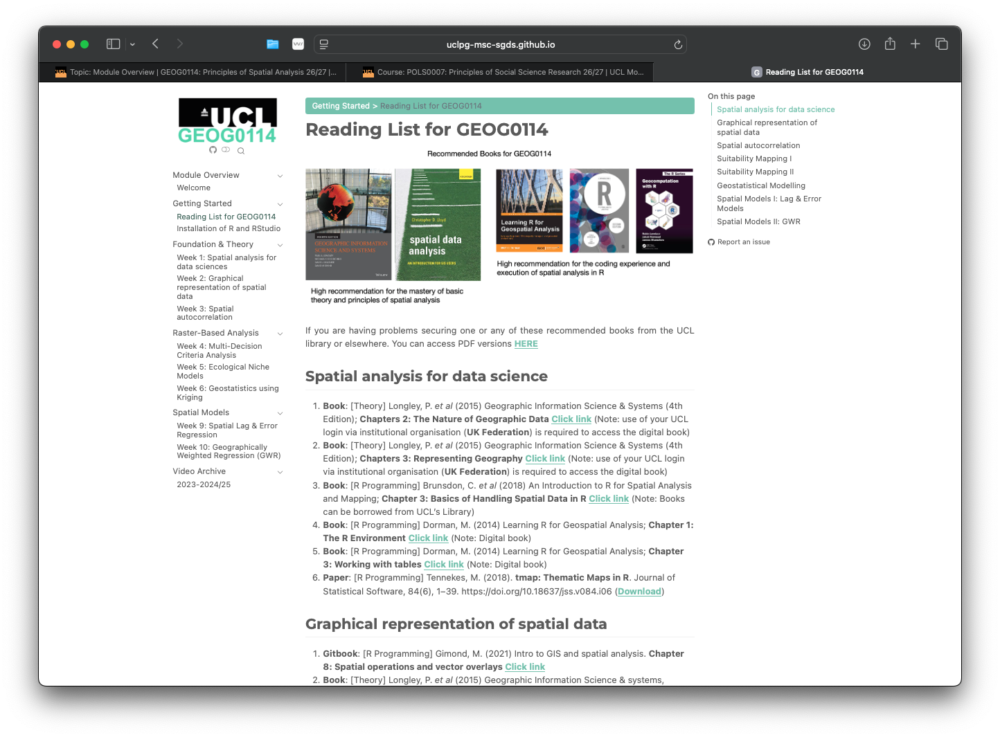 uclpg-msc-sgds.github.io
Topic: Module Overview | GEOG0114: Principles of Spatial Analysis 26/27 |...
Course: POLS0007: Principles of Social Science Research 26/27 | UCL Mo...
G Reading List for GEOG0114
UCL
GEOG0114
Module Overview
Welcome
Getting Started
Reading List for GEOG0114
Installation of R and RStudio
Foundation & Theory
Week 1: Spatial analysis for
data sciences
Week 2: Graphical
representation of spatial
data
Week 3: Spatial
autocorrelation
Raster-Based Analysis
Week 4: Multi-Decision
Criteria Analysis
Week 5: Ecological Niche
Models
Week 6: Geostatistics using
Kriging
Spatial Models
Week 9: Spatial Lag & Error
Regression
Week 10: Geographically
Weighted Regression (GWR)
Video Archive
2023-2024/25
Getting Started > Reading List for GEOG0114
Reading List for GEOG0114
Recommended Books for GEOG0114
GEOGRAPHIC INFORMATION
SCIENCE AND SYSTEMS
WILEY
Christopher D. Lloyd
spatial data
analysis
AN INTRODUCTION FOR GIS USERS
Learning R for
Geospatial Analysis
R
The R Series
Geocomputation
with R
High recommendation for the mastery of basic
theory and principles of spatial analysis
High recommendation for the coding experience and
execution of spatial analysis in R
If you are having problems securing one or any of these recommended books from the UCL
library or elsewhere. You can access PDF versions HERE
Spatial analysis for data science
1. Book: [Theory] Longley, P. et al (2015) Geographic Information Science & Systems (4th
Edition); Chapters 2: The Nature of Geographic Data Click link (Note: use of your UCL
login via institutional organisation (UK Federation) is required to access the digital book)
2. Book: [Theory] Longley, P. et al (2015) Geographic Information Science & Systems (4th
Edition); Chapters 3: Representing Geography Click link (Note: use of your UCL login
via institutional organisation (UK Federation) is required to access the digital book)
3. Book: [R Programming] Brunsdon, C. et al (2018) An Introduction to R for Spatial Analysis
and Mapping; Chapter 3: Basics of Handling Spatial Data in R Click link (Note: Books
can be borrowed from UCL's Library)
4. Book: [R Programming] Dorman, M. (2014) Learning R for Geospatial Analysis; Chapter 1:
The R Environment Click link (Note: Digital book)
5. Book: [R Programming] Dorman, M. (2014) Learning R for Geospatial Analysis; Chapter
3: Working with tables Click link (Note: Digital book)
6. Paper: [R Programming] Tennekes, M. (2018). tmap: Thematic Maps in R. Journal of
Statistical Software, 84(6), 1–39. https://doi.org/10.18637/jss.v084.i06 (Download)
Graphical representation of spatial data
1. Gitbook: [R Programming] Gimond, M. (2021) Intro to GIS and spatial analysis. Chapter
8: Spatial operations and vector overlays Click link
2. Book: [Theory] Longley, P. et al (2015) Geographic Information Science & systems,
On this page
Spatial analysis for data science
Graphical representation of
spatial data
Spatial autocorrelation
Suitability Mapping I
Suitability Mapping II
Geostatistical Modelling
Spatial Models I: Lag & Error
Models
Spatial Models II: GWR
Report an issue